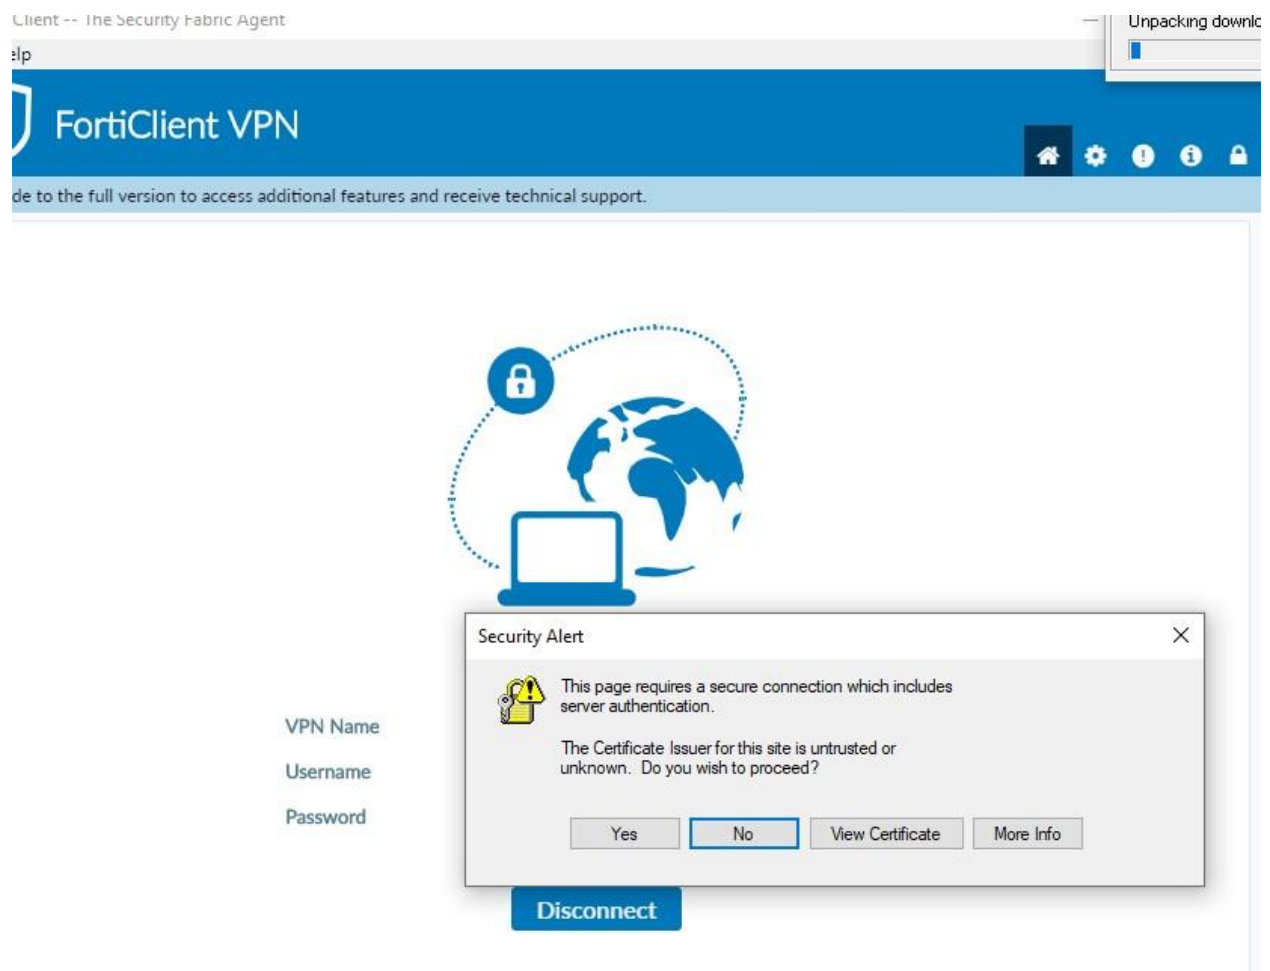 Client -- The Security Fabric Agent
Unpacking downlo
elp
FortiClient VPN
de to the full version to access additional features and receive technical support.
Security Alert
This page requires a secure connection which includes
server authentication.
The Certificate Issuer for this site is untrusted or
unknown. Do you wish to proceed?
VPN Name
Username
Password
Yes No View Certificate More Info
Disconnect